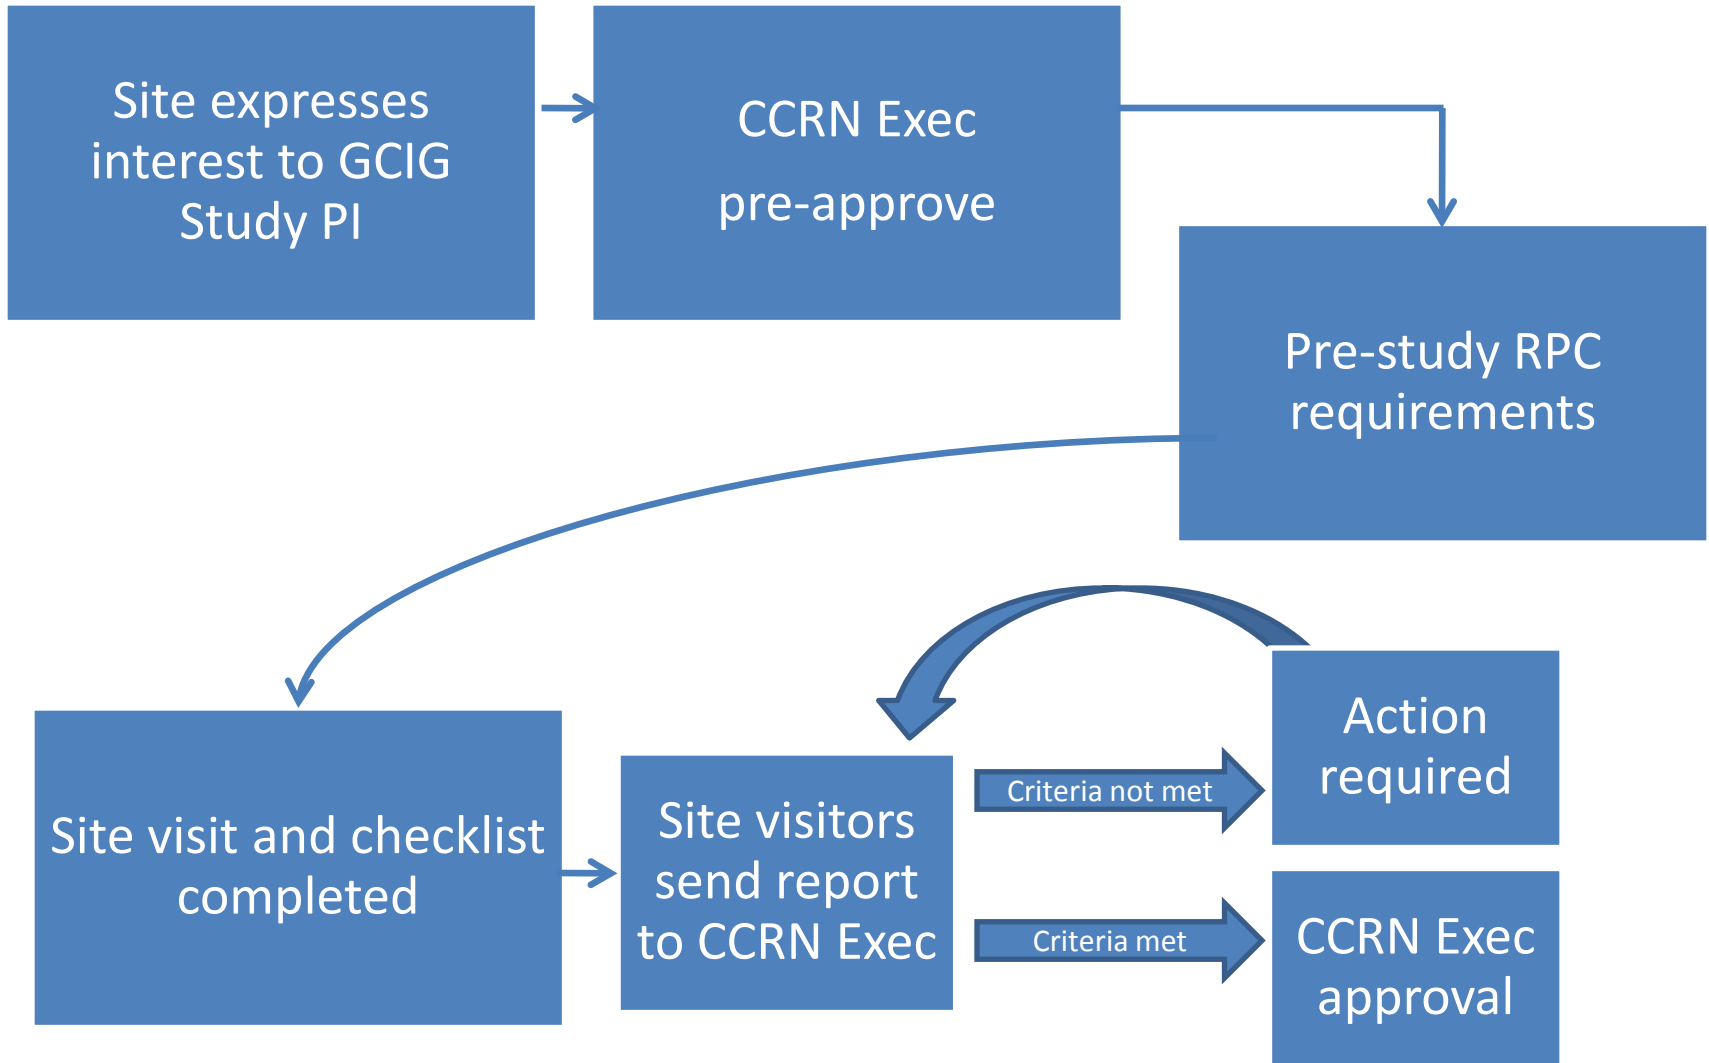 Site expresses
interest to GCIG
Study PI
CCRN Exec
pre-approve
Pre-study RPC
requirements
Site visit and checklist
completed
Site visitors
send report
to CCRN Exec
Criteria not met
Action
required
Criteria met
CCRN Exec
approval